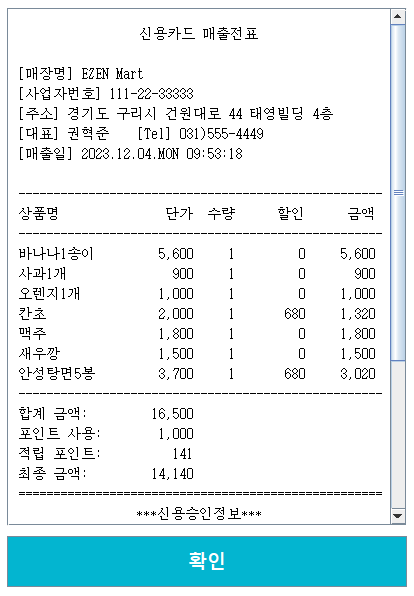 신용카드 매출전표
[매장명] EZEN Mart
[사업자번호] 111-22-33333
[주소] 경기도 구리시 건원대로 44 태영빌딩 4층
[대표] 권혁준 [Tel] 031)555-4449
[매출일] 2023.12.04.MON 09:53:18
----------------------------------------------------
상품명 단가 수량 할인 금액
----------------------------------------------------
바나나1송이 5,600 1 0 5,600
사과1개 900 1 0 900
오렌지1개 1,000 1 0 1,000
칸초 2,000 1 680 1,320
맥주 1,800 1 0 1,800
새우깡 1,500 1 0 1,500
안성탕면5봉 3,700 1 680 3,020
----------------------------------------------------
합계 금액: 16,500
포인트 사용: 1,000
적립 포인트: 141
최종 금액: 14,140
====================================================
***신용승인정보***
확인